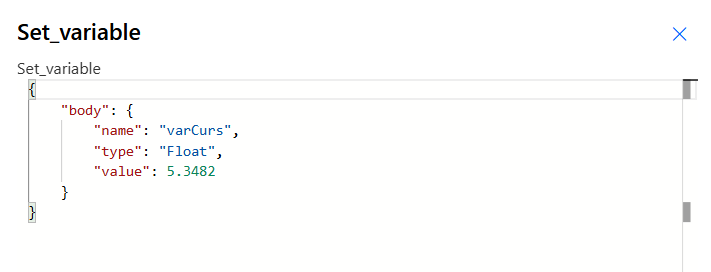 Set_variable
Set_variable
{
    "body": {
        "name": "varCurs",
        "type": "Float",
        "value": 5.3482
    }
}